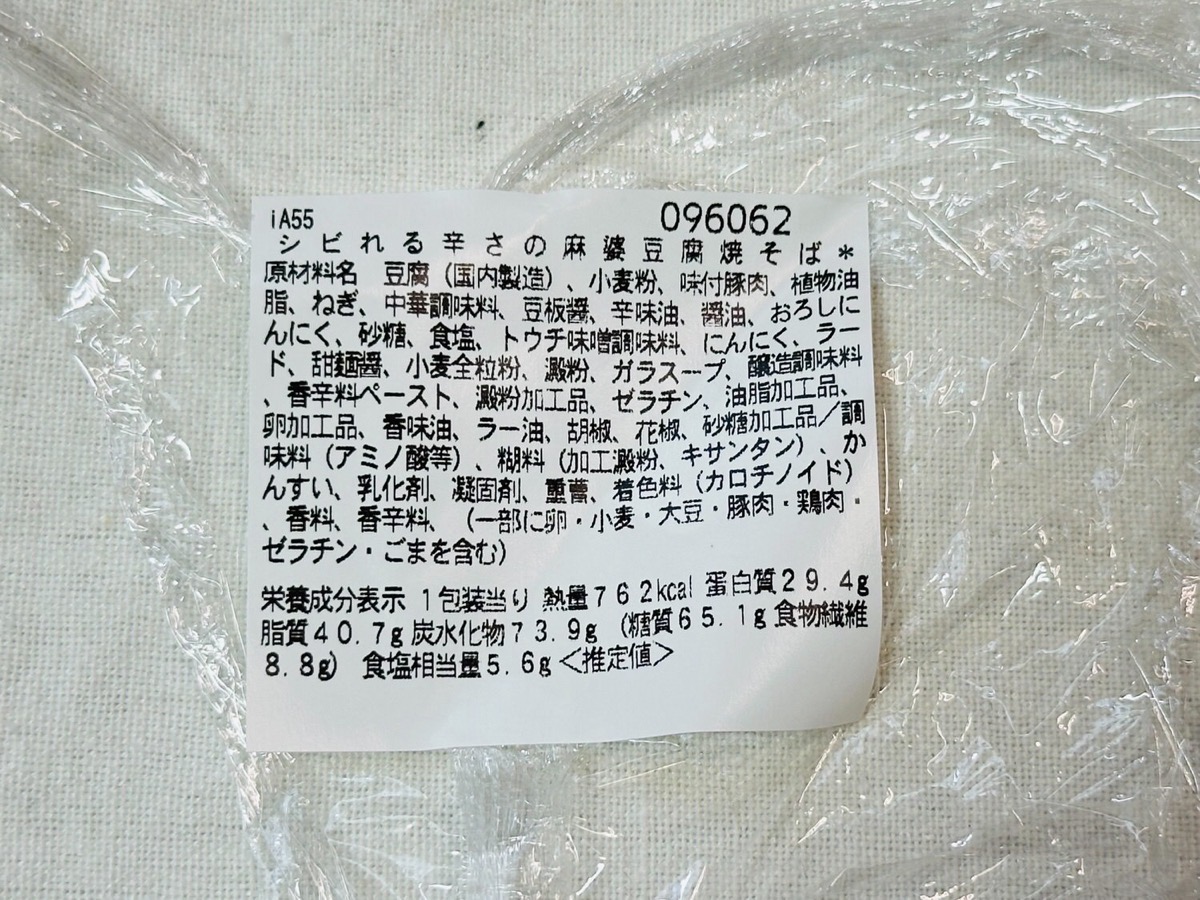 iA55 096062
シビれる辛さの麻婆豆腐焼そば*
原材料名 豆腐(国内製造)、小麦粉、味付豚肉、植物油
脂、ねぎ、中華調味料、豆板醤、辛味油、醤油、おろしに
んにく、砂糖、食塩、トウチ味噌調味料、にんにく、ラー
ド、甜麺醤、小麦全粒粉、澱粉、ガラスープ、醸造調味料
、香辛料ペースト、澱粉加工品、ゼラチン、油脂加工品、
卵加工品、香味油、ラー油、胡椒、花椒、砂糖加工品/調
味料(アミノ酸等)、糊料(加工澱粉、キサンタン)、か
んすい、乳化剤、凝固剤、重曹、着色料(カロチノイド)
、香料、香辛料、(一部に卵・小麦・大豆・豚肉・鶏肉・
ゼラチン・ごまを含む)
栄養成分表示 1包装当り 熱量762kcal 蛋白質29.4g
脂質40.7g 炭水化物73.9g (糖質65.1g 食物繊維
8.8g) 食塩相当量5.6g<推定値>